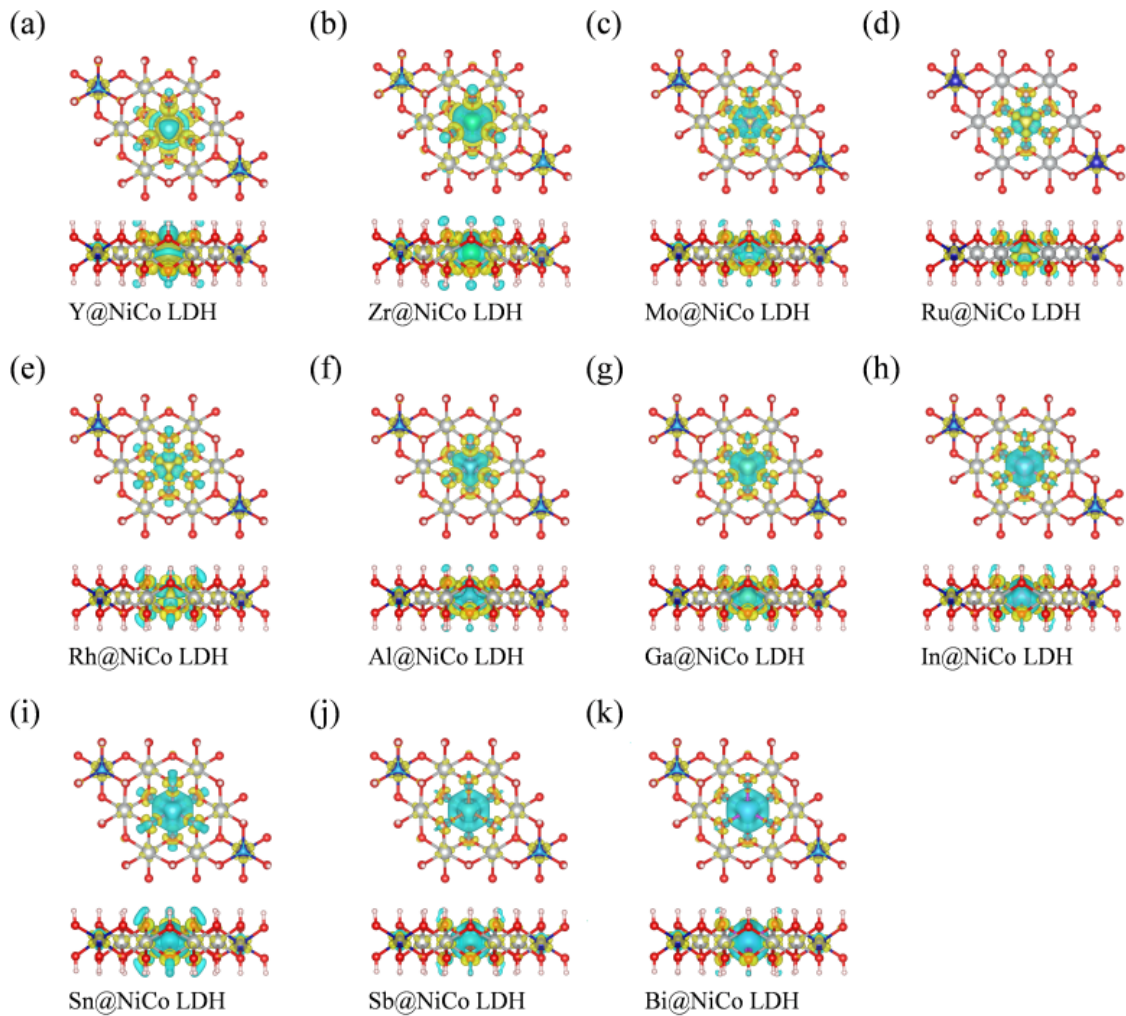 (a) (b) (c) (d)
Y@NiCo LDH Zr@NiCo LDH Mo@NiCo LDH Ru@NiCo LDH
(e) (f) (g) (h)
Rh@NiCo LDH Al@NiCo LDH Ga@NiCo LDH In@NiCo LDH
(i) (j) (k)
Sn@NiCo LDH Sb@NiCo LDH Bi@NiCo LDH